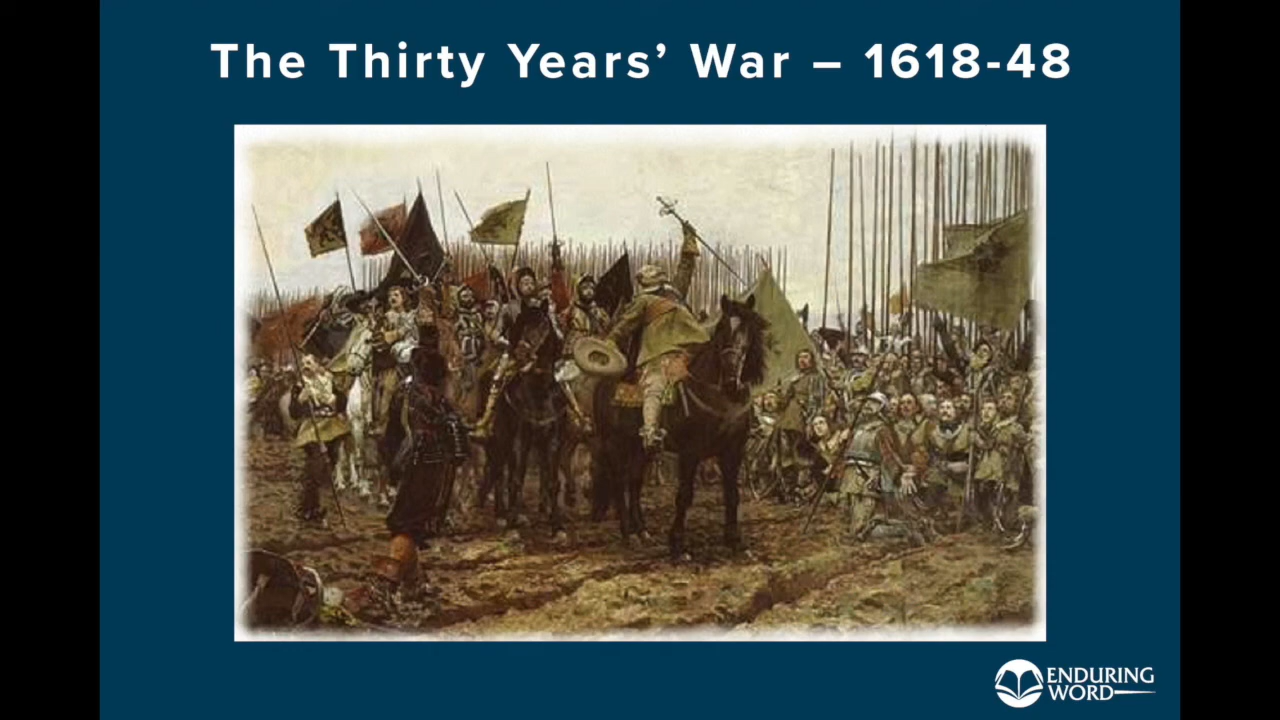 The Thirty Years’ War – 1618-48
ENDURING
WORD